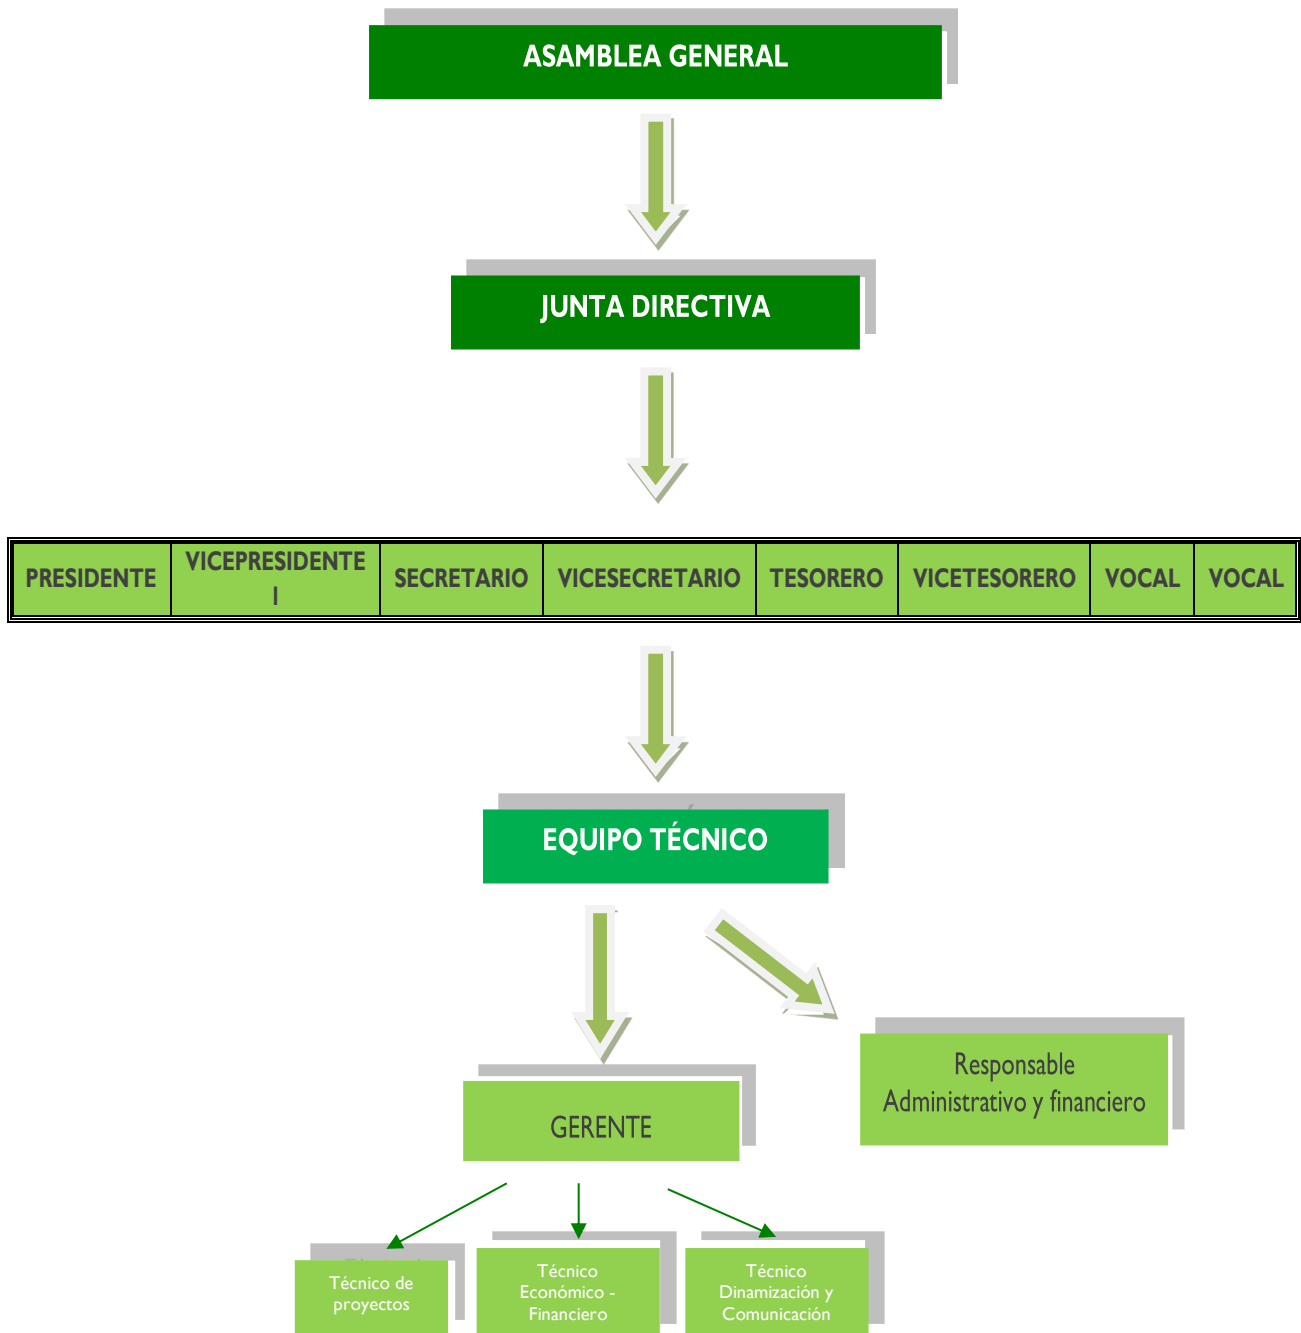 ASAMBLEA GENERAL
JUNTA DIRECTIVA
PRESIDENTE
VICEPRESIDENTE
I
SECRETARIO
VICESECRETARIO
TESORERO
VICETESORERO
VOCAL
VOCAL
EQUIPO TÉCNICO
Responsable
Administrativo y financiero
GERENTE
Técnico de
proyectos
Técnico
Económico -
Financiero
Técnico
Dinamización y
Comunicación